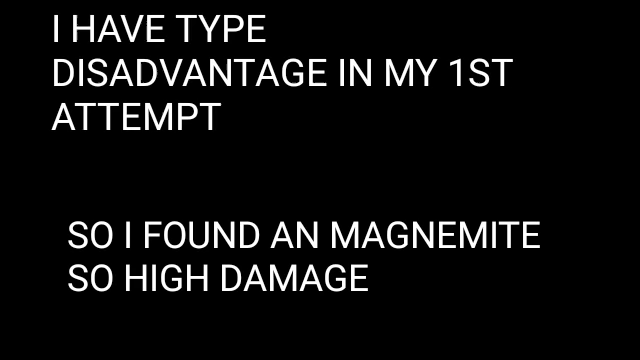 I HAVE TYPE
DISADVANTAGE IN MY 1ST
ATTEMPT
SO I FOUND AN MAGNEMITE
SO HIGH DAMAGE